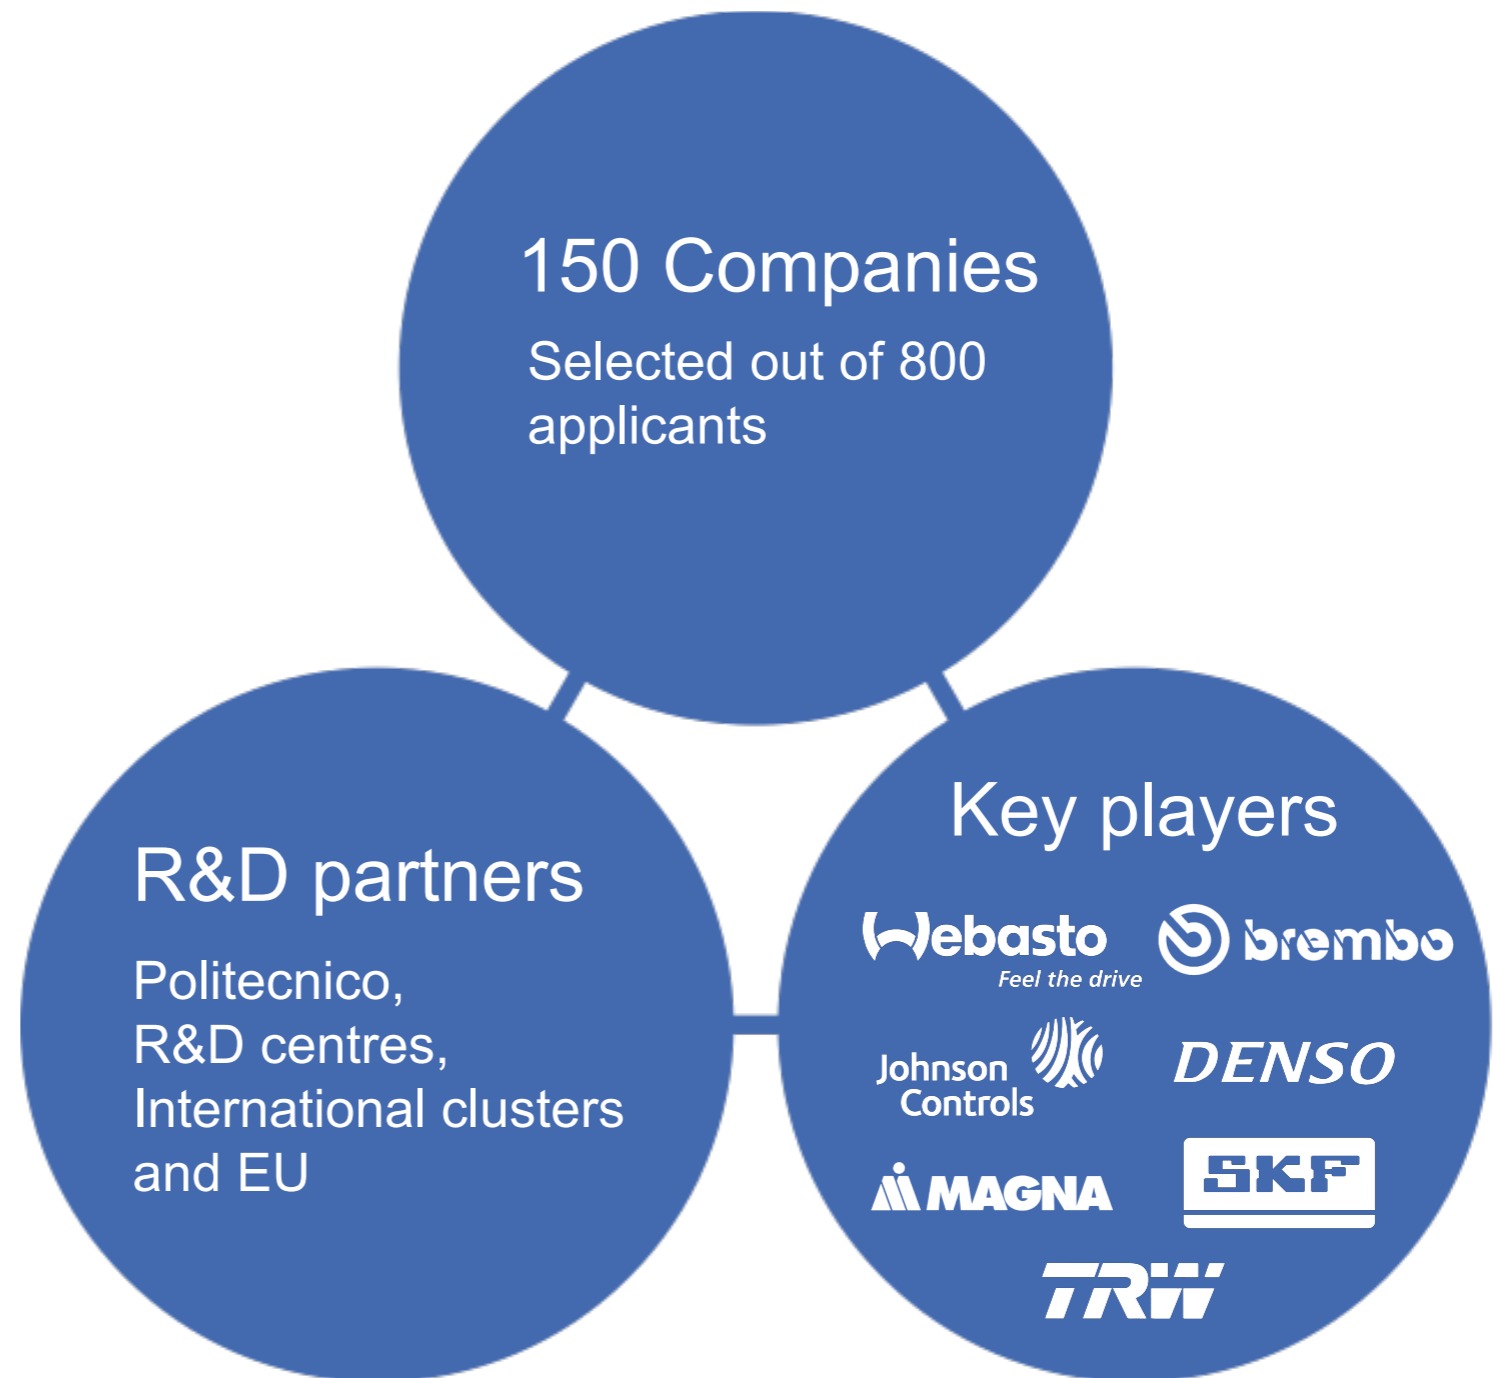 150 Companies
Selected out of 800
applicants
R&D partners
Politecnico,
R&D centres,
International clusters
and EU
Key players
Webasto
Feel the drive
brembo
Johnson
Controls
DENSO
MAGNA
SKF
TRW